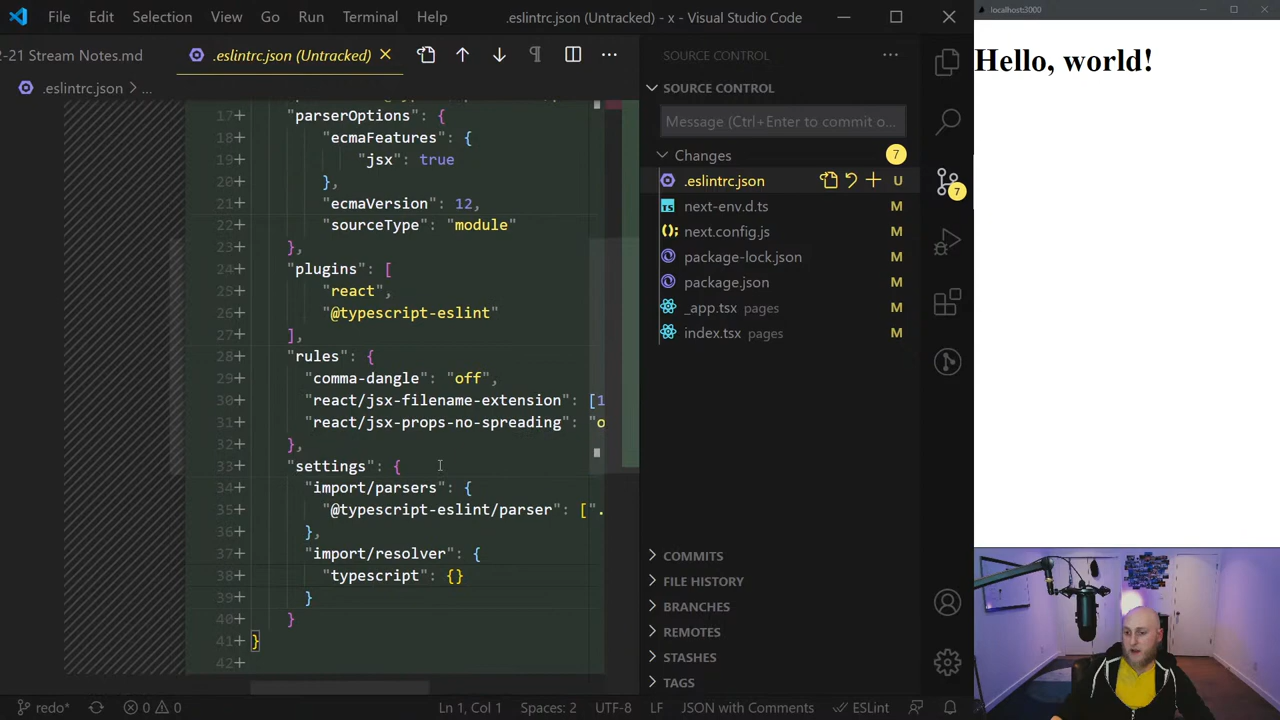 File Edit Selection View Go Run Terminal Help .eslintrc.json (Untracked) - x - Visual Studio Code
2-21 Stream Notes.md .eslintrc.json (Untracked)
.eslintrc.json > ...
17+ "parserOptions": {
18+ "ecmaFeatures": {
19+ "jsx": true
20+ },
21+ "ecmaVersion": 12,
22+ "sourceType": "module"
23+ },
24+ "plugins": [
25+ "react",
26+ "@typescript-eslint"
27+ ],
28+ "rules": {
29+ "comma-dangle": "off",
30+ "react/jsx-filename-extension": [1
31+ "react/jsx-props-no-spreading": "o
32+ },
33+ "settings": {
34+ "import/parsers": {
35+ "@typescript-eslint/parser": [".
36+ },
37+ "import/resolver": {
38+ "typescript": {}
39+ }
40+ }
41+ }
42+
SOURCE CONTROL
SOURCE CONTROL
Message (Ctrl+Enter to commit o...
Changes 7
.eslintrc.json U
next-env.d.ts M
next.config.js M
package-lock.json M
package.json M
_app.tsx pages M
index.tsx pages M
COMMITS
FILE HISTORY
BRANCHES
REMOTES
STASHES
TAGS
7
redo* 0 0 Ln 1, Col 1 Spaces: 2 UTF-8 LF JSON with Comments ESLint
localhost:3000
Hello, world!